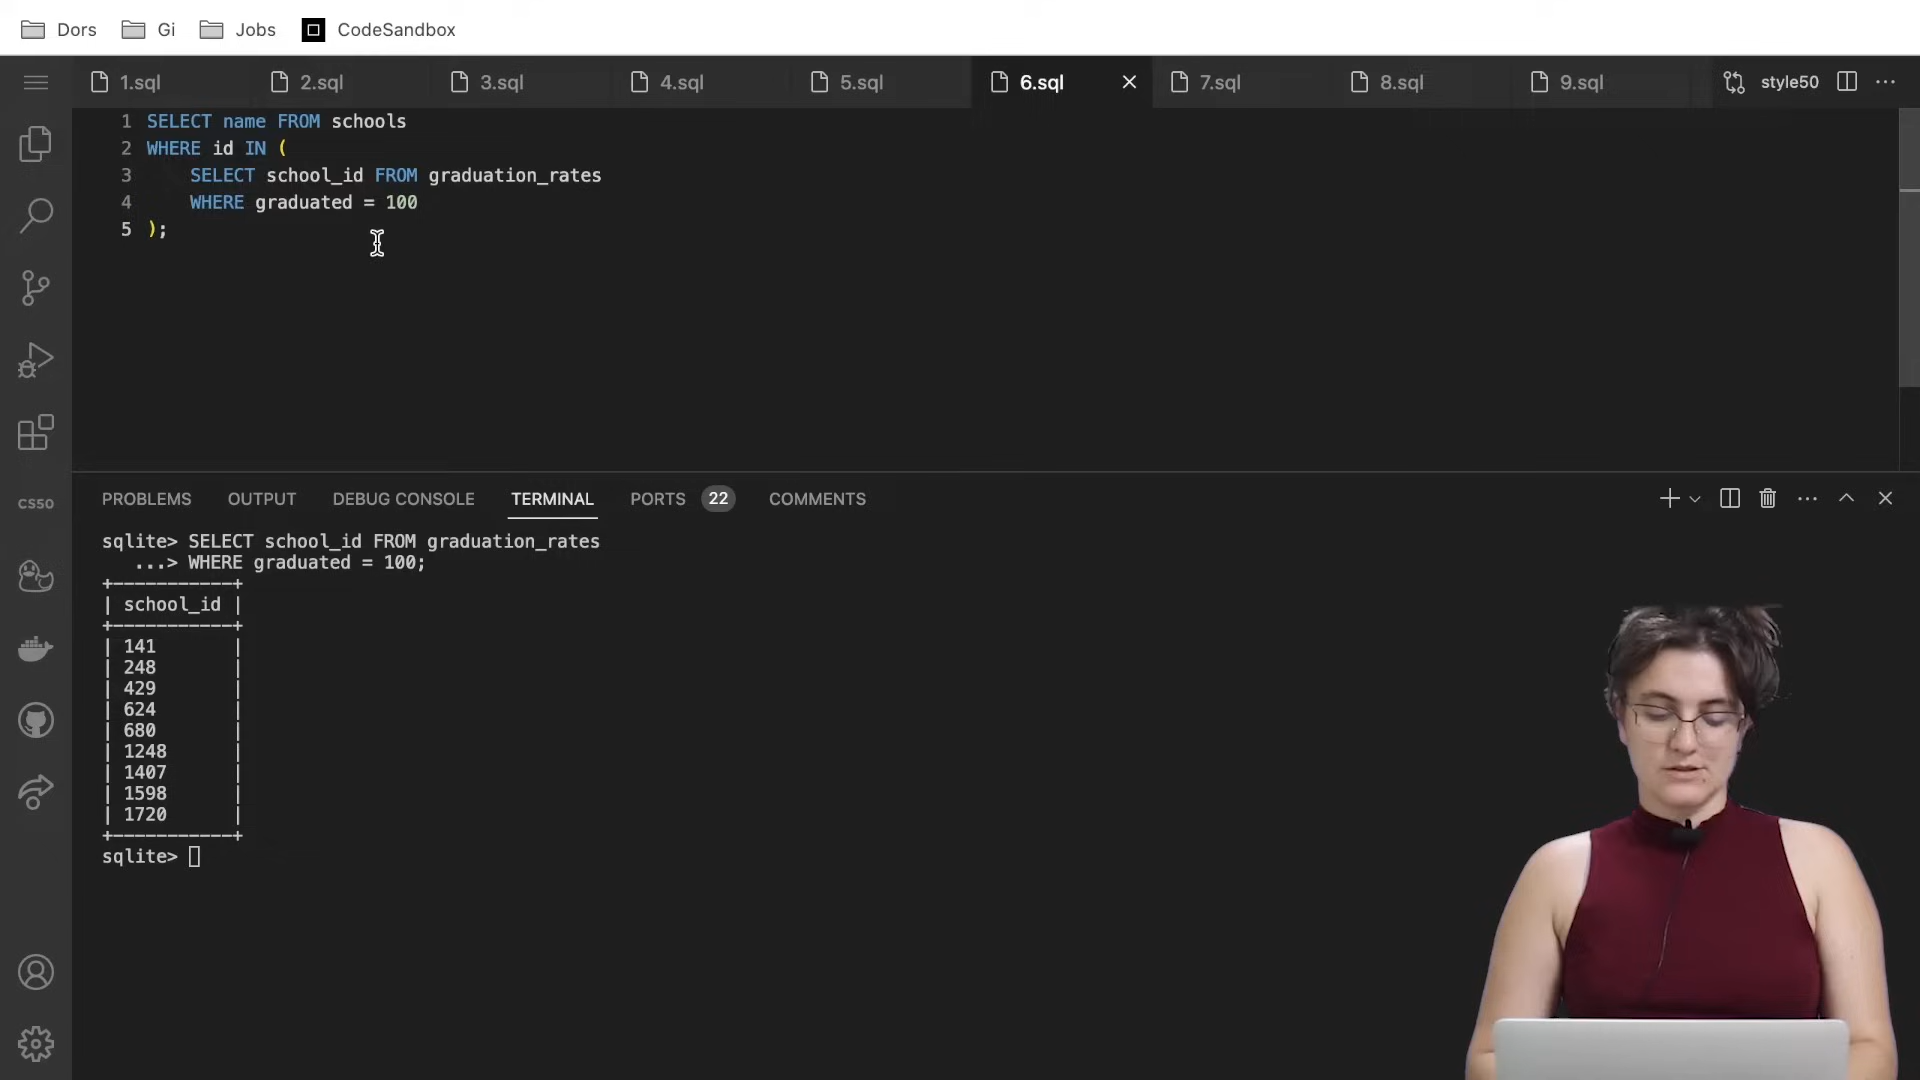 Dors Gi Jobs CodeSandbox
1.sql 2.sql 3.sql 4.sql 5.sql 6.sql 7.sql 8.sql 9.sql style50
1 SELECT name FROM schools
2 WHERE id IN (
3 SELECT school_id FROM graduation_rates
4 WHERE graduated = 100
5 );
CS50
PROBLEMS OUTPUT DEBUG CONSOLE TERMINAL PORTS 22 COMMENTS
sqlite> SELECT school_id FROM graduation_rates
...> WHERE graduated = 100;
+-----------+
| school_id |
+-----------+
| 141 |
| 248 |
| 429 |
| 624 |
| 680 |
| 1248 |
| 1407 |
| 1598 |
| 1720 |
+-----------+
sqlite>